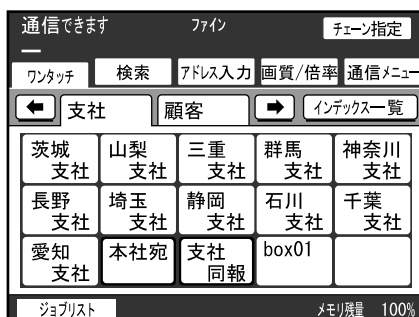 通信できます ファイン チェーン指定
ワンタッチ 検索 アドレス入力 画質/倍率 通信メニュー
支社 顧客 インデックス一覧
茨城 山梨 三重 群馬 神奈川
支社 支社 支社 支社 支社
長野 埼玉 静岡 石川 千葉
支社 支社 支社 支社 支社
愛知 本社宛 支社 box01
支社 同報
ジョブリスト メモリ残量 100%